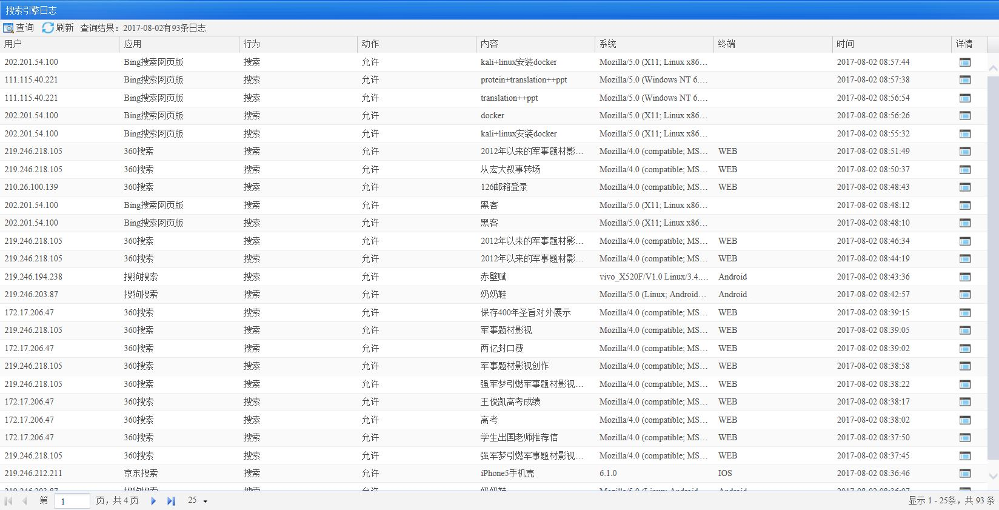 搜索引擎日志
查询 刷新 查询结果：2017-08-02有93条日志
用户 应用 行为 动作 内容 系统 终端 时间 详情
202.201.54.100 Bing搜索网页版 搜索 允许 kali+linux安装docker Mozilla/5.0 (X11; Linux x86... 2017-08-02 08:57:44
111.115.40.221 Bing搜索网页版 搜索 允许 protein+translation++ppt Mozilla/5.0 (Windows NT 6.... 2017-08-02 08:57:38
111.115.40.221 Bing搜索网页版 搜索 允许 translation++ppt Mozilla/5.0 (Windows NT 6.... 2017-08-02 08:56:54
202.201.54.100 Bing搜索网页版 搜索 允许 docker Mozilla/5.0 (X11; Linux x86... 2017-08-02 08:56:26
202.201.54.100 Bing搜索网页版 搜索 允许 kali+linux安装docker Mozilla/5.0 (X11; Linux x86... 2017-08-02 08:55:32
219.246.218.105 360搜索 搜索 允许 2012年以来的军事题材影... Mozilla/4.0 (compatible; MS... WEB 2017-08-02 08:51:49
219.246.218.105 360搜索 搜索 允许 从宏大叙事转场 Mozilla/4.0 (compatible; MS... WEB 2017-08-02 08:50:37
210.26.100.139 360搜索 搜索 允许 126邮箱登录 Mozilla/4.0 (compatible; MS... WEB 2017-08-02 08:48:43
202.201.54.100 Bing搜索网页版 搜索 允许 黑客 Mozilla/5.0 (X11; Linux x86... 2017-08-02 08:48:12
202.201.54.100 Bing搜索网页版 搜索 允许 黑客 Mozilla/5.0 (X11; Linux x86... 2017-08-02 08:48:10
219.246.218.105 360搜索 搜索 允许 2012年以来的军事题材影... Mozilla/4.0 (compatible; MS... WEB 2017-08-02 08:46:34
219.246.218.105 360搜索 搜索 允许 2012年以来的军事题材影... Mozilla/4.0 (compatible; MS... WEB 2017-08-02 08:44:19
219.246.194.238 搜狗搜索 搜索 允许 赤壁赋 vivo_X520F/V1.0 Linux/3.4.... Android 2017-08-02 08:43:36
219.246.203.87 搜狗搜索 搜索 允许 奶奶鞋 Mozilla/5.0 (Linux; Android... Android 2017-08-02 08:42:57
172.17.206.47 360搜索 搜索 允许 保存400年圣旨对外展示 Mozilla/4.0 (compatible; MS... WEB 2017-08-02 08:39:15
219.246.218.105 360搜索 搜索 允许 军事题材影视 Mozilla/4.0 (compatible; MS... WEB 2017-08-02 08:39:05
172.17.206.47 360搜索 搜索 允许 两亿封口费 Mozilla/4.0 (compatible; MS... WEB 2017-08-02 08:39:02
219.246.218.105 360搜索 搜索 允许 军事题材影视创作 Mozilla/4.0 (compatible; MS... WEB 2017-08-02 08:38:58
219.246.218.105 360搜索 搜索 允许 强军梦引燃军事题材影视... Mozilla/4.0 (compatible; MS... WEB 2017-08-02 08:38:22
172.17.206.47 360搜索 搜索 允许 王俊凯高考成绩 Mozilla/4.0 (compatible; MS... WEB 2017-08-02 08:38:17
172.17.206.47 360搜索 搜索 允许 高考 Mozilla/4.0 (compatible; MS... WEB 2017-08-02 08:38:02
172.17.206.47 360搜索 搜索 允许 学生出国老师推荐信 Mozilla/4.0 (compatible; MS... WEB 2017-08-02 08:37:50
219.246.218.105 360搜索 搜索 允许 强军梦引燃军事题材影视... Mozilla/4.0 (compatible; MS... WEB 2017-08-02 08:37:45
219.246.212.211 京东搜索 搜索 允许 iPhone5手机壳 6.1.0 IOS 2017-08-02 08:36:46
219.246.203.87 搜狗搜索 搜索 允许 奶奶鞋 Mozilla/5.0 (Linux; Android... Android 2017-08-02 08:36:07
第 1 页，共 4 页 25 显示 1 - 25条，共 93 条